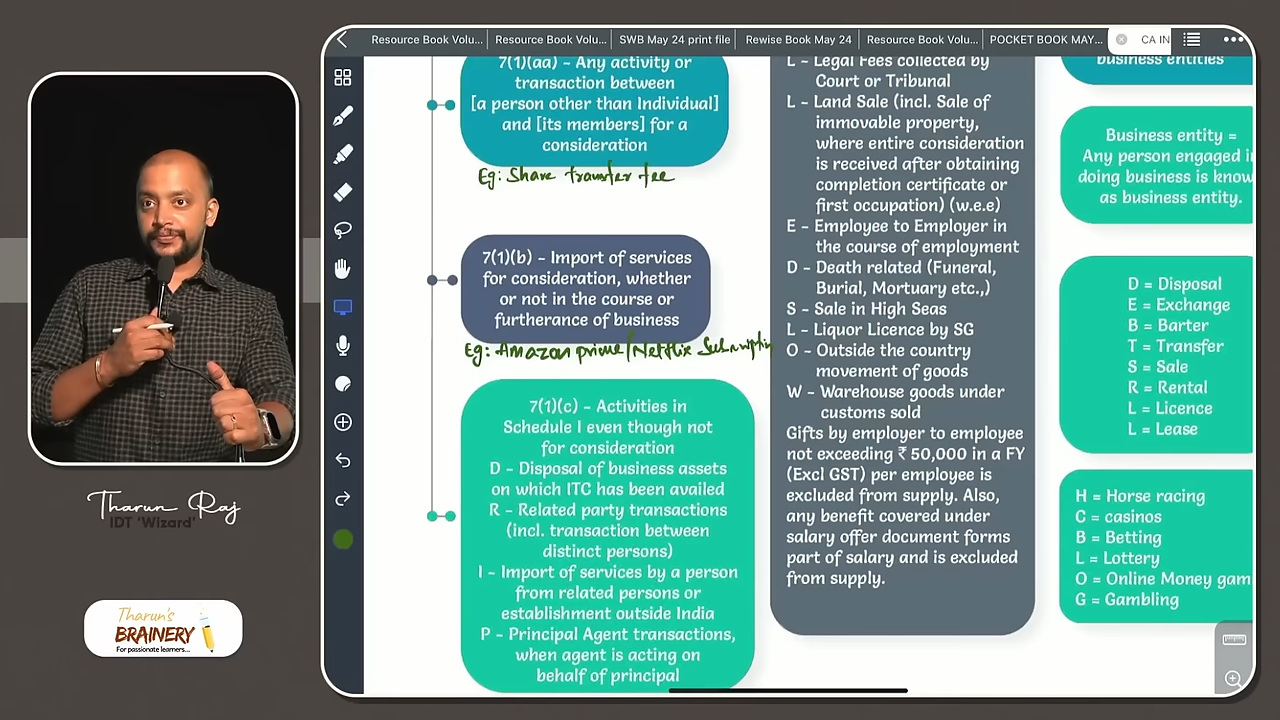 Resource Book Volu...
Resource Book Volu...
SWB May 24 print file
Rewise Book May 24
Resource Book Volu...
POCKET BOOK MAY...
CA IN
7(1)(aa) – Any activity or
transaction between
[a person other than Individual]
and [its members] for a
consideration
Eg: Share transfer fee
7(1)(b) – Import of services
for consideration, whether
or not in the course or
furtherance of business
Eg: Amazon prime/Netflix Subscription
7(1)(c) – Activities in
Schedule I even though not
for consideration
D – Disposal of business assets
on which ITC has been availed
R – Related party transactions
(incl. transaction between
distinct persons)
I – Import of services by a person
from related persons or
establishment outside India
P – Principal Agent transactions,
when agent is acting on
behalf of principal
L – Legal Fees collected by
Court or Tribunal
L – Land Sale (incl. Sale of
immovable property,
where entire consideration
is received after obtaining
completion certificate or
first occupation) (w.e.e)
E – Employee to Employer in
the course of employment
D – Death related (Funeral,
Burial, Mortuary etc.,)
S – Sale in High Seas
L – Liquor Licence by SG
O – Outside the country
movement of goods
W – Warehouse goods under
customs sold
Gifts by employer to employee
not exceeding ₹ 50,000 in a FY
(Excl GST) per employee is
excluded from supply. Also,
any benefit covered under
salary offer document forms
part of salary and is excluded
from supply.
business entities
Business entity =
Any person engaged in
doing business is know
as business entity.
D = Disposal
E = Exchange
B = Barter
T = Transfer
S = Sale
R = Rental
L = Licence
L = Lease
H = Horse racing
C = casinos
B = Betting
L = Lottery
O = Online Money gam
G = Gambling
Tharun Raj
IDT 'Wizard'
Tharun's
BRAINERY
For passionate learners...